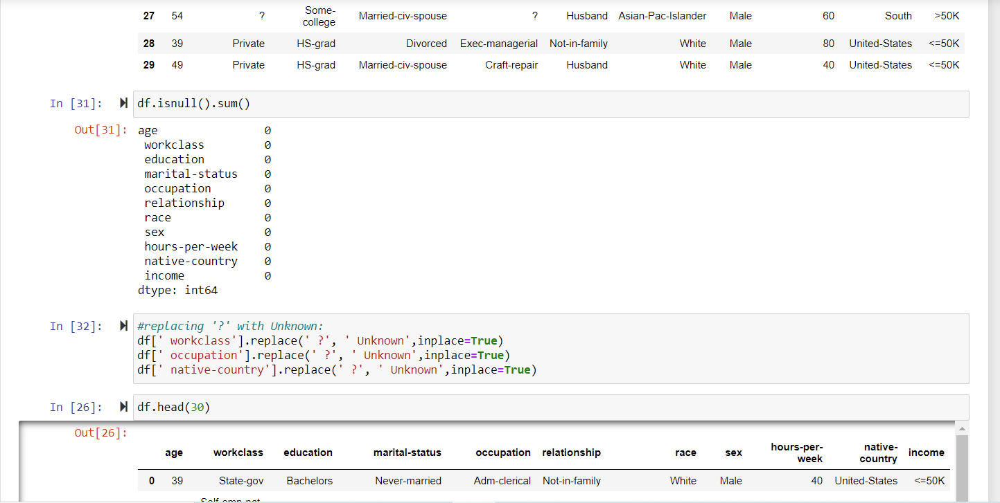 27 54 ? Some-college Married-civ-spouse ? Husband Asian-Pac-Islander Male 60 South >50K
28 39 Private HS-grad Divorced Exec-managerial Not-in-family White Male 80 United-States <=50K
29 49 Private HS-grad Married-civ-spouse Craft-repair Husband White Male 40 United-States <=50K
In [31]: df.isnull().sum()
Out[31]: age 0
workclass 0
education 0
marital-status 0
occupation 0
relationship 0
race 0
sex 0
hours-per-week 0
native-country 0
income 0
dtype: int64
In [32]: #replacing '?' with Unknown:
df[' workclass'].replace(' ?', ' Unknown',inplace=True)
df[' occupation'].replace(' ?', ' Unknown',inplace=True)
df[' native-country'].replace(' ?', ' Unknown',inplace=True)
In [26]: df.head(30)
Out[26]:
age workclass education marital-status occupation relationship race sex hours-per-week native-country income
0 39 State-gov Bachelors Never-married Adm-clerical Not-in-family White Male 40 United-States <=50K